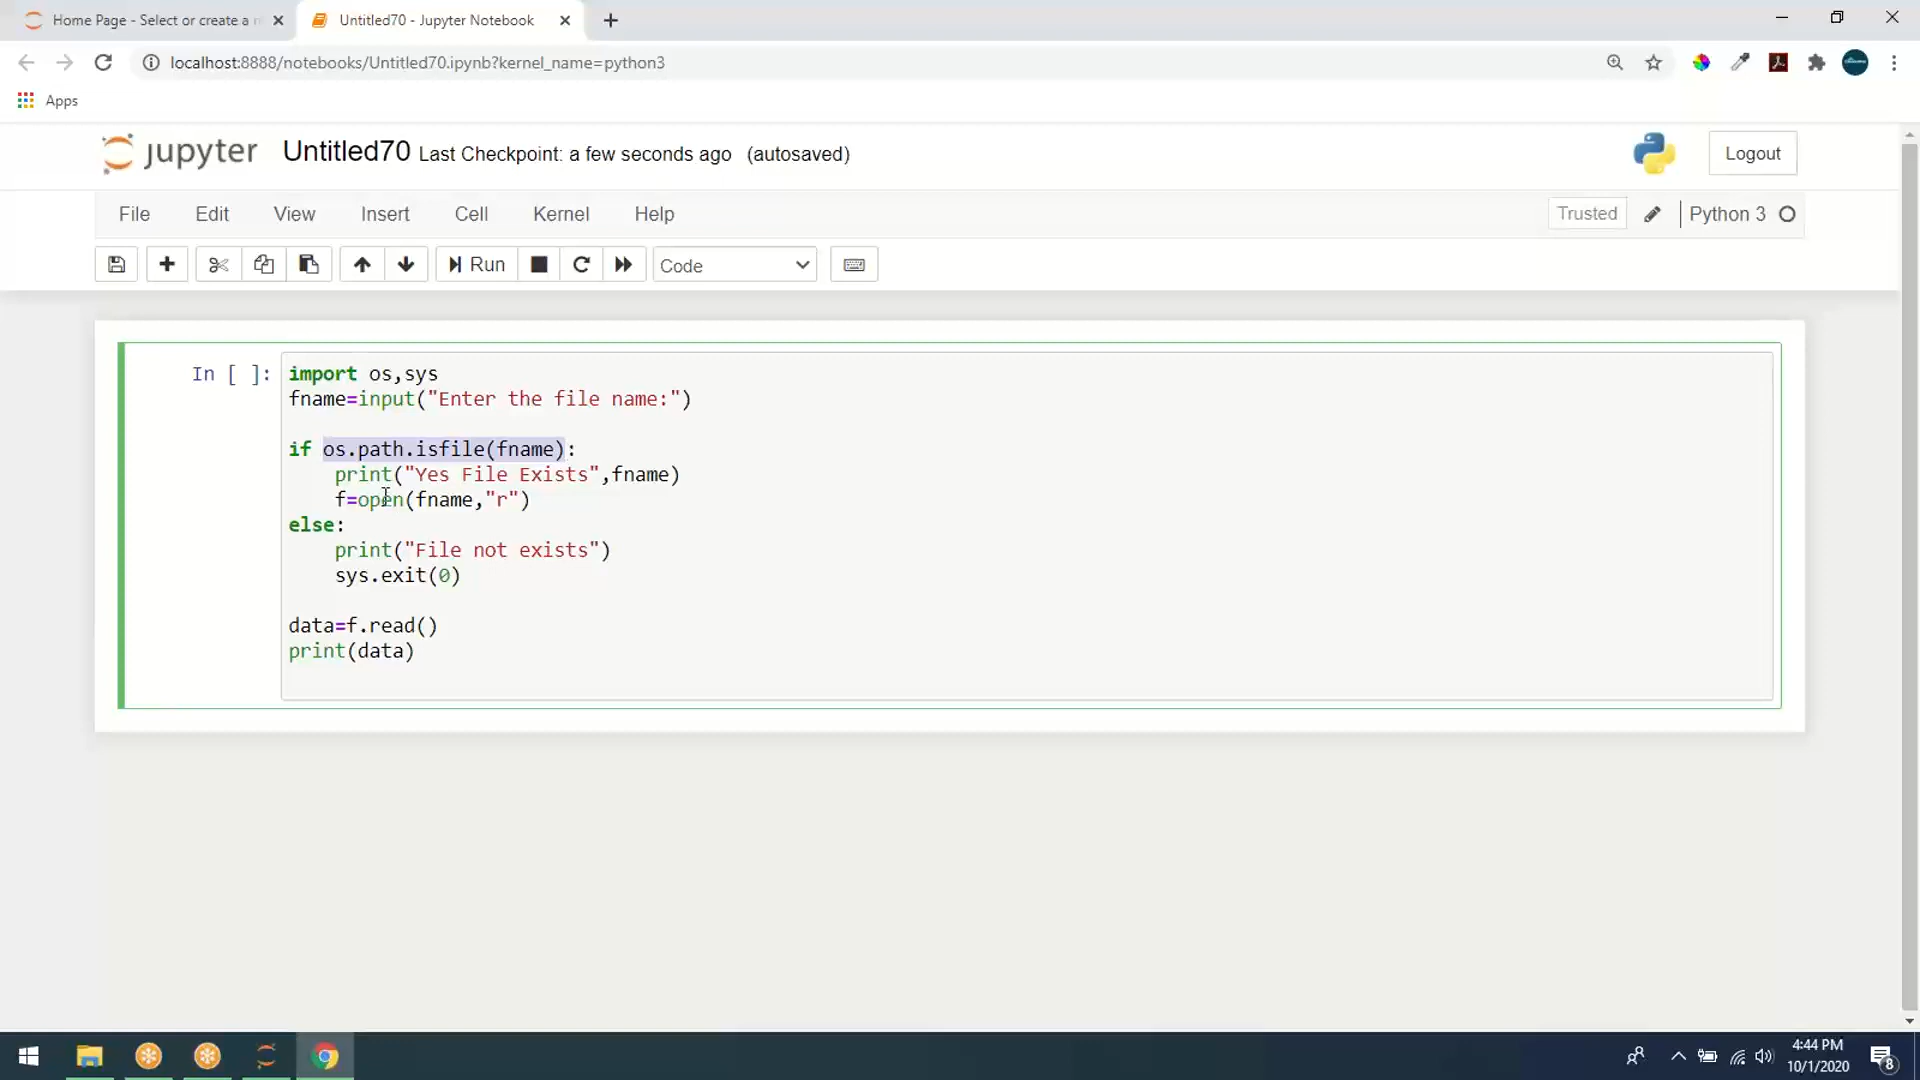 Home Page - Select or create a n
Untitled70 - Jupyter Notebook
localhost:8888/notebooks/Untitled70.ipynb?kernel_name=python3
Apps
jupyter Untitled70 Last Checkpoint: a few seconds ago (autosaved)
Logout
File Edit View Insert Cell Kernel Help
Trusted Python 3
Run Code
In [ ]:
import os,sys
fname=input("Enter the file name:")
if os.path.isfile(fname):
print("Yes File Exists",fname)
f=open(fname,"r")
else:
print("File not exists")
sys.exit(0)
data=f.read()
print(data)
4:44 PM
10/1/2020
8